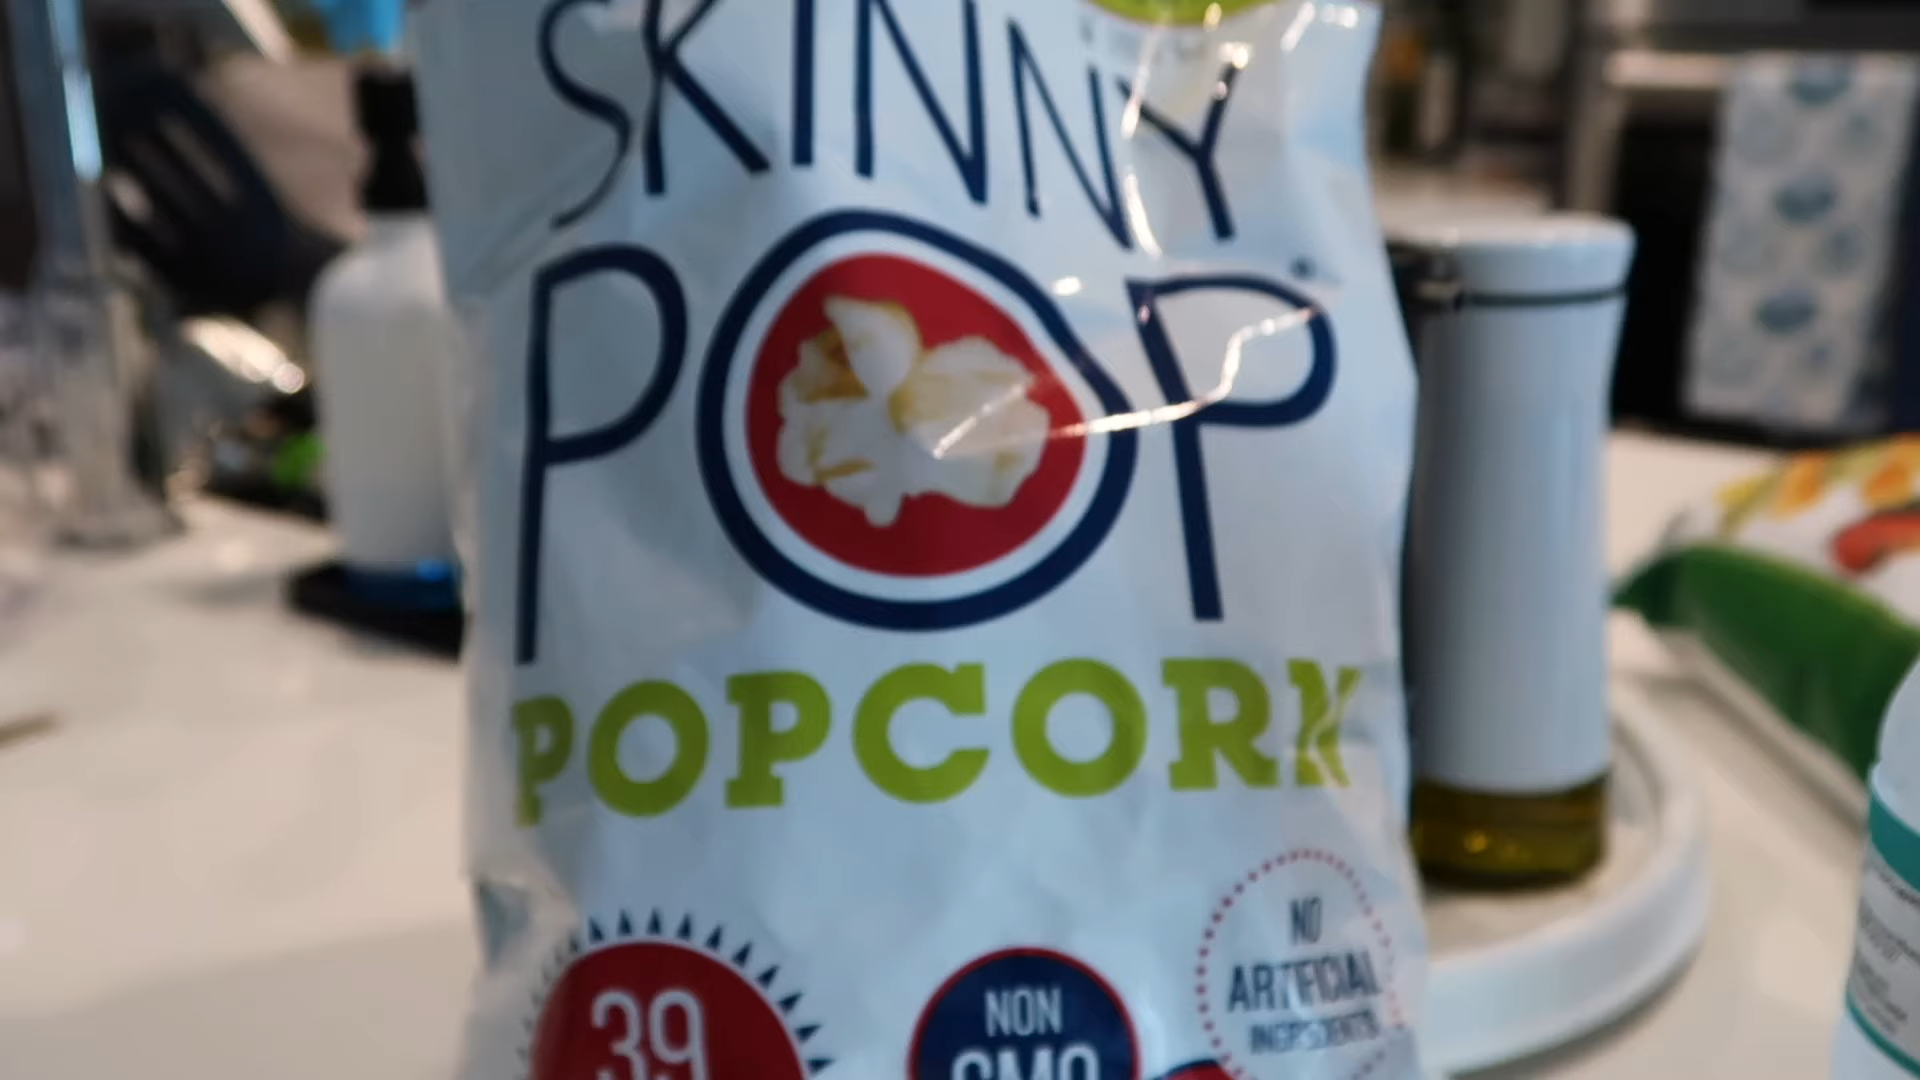 SKINNY
POP
POPCORN
39
NON
GMO
NO
ARTIFICIAL
INGREDIENTS